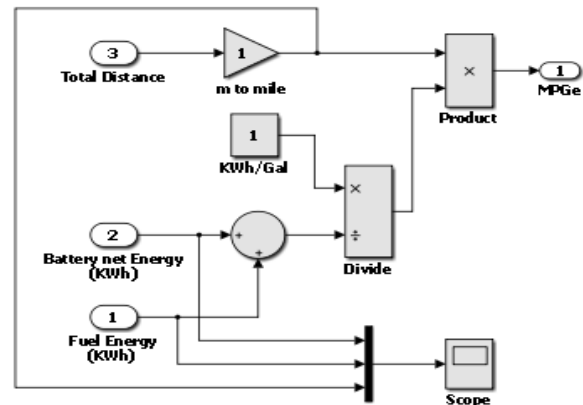 3
Total Distance
1
m to mile
×
Product
1
MPGe
1
KWh/Gal
×
÷
Divide
2
Battery net Energy
(KWh)
+
+
1
Fuel Energy
(KWh)
Scope